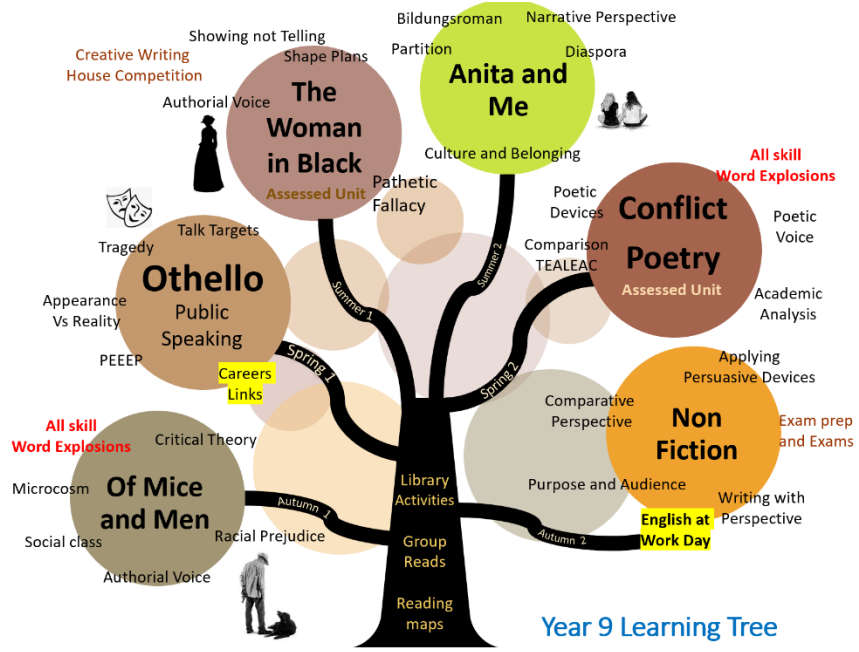 Bildungsroman
Narrative Perspective
Partition
Diaspora
Anita and
Me
Culture and Belonging
Showing not Telling
Shape Plans
Creative Writing
House Competition
Authorial Voice
The
Woman
in Black
Assessed Unit
Pathetic
Fallacy
All skill
Word Explosions
Poetic
Devices
Conflict
Poetry
Assessed Unit
Poetic
Voice
Comparison
TEALEAC
Academic
Analysis
Talk Targets
Tragedy
Othello
Public
Speaking
Appearance
Vs Reality
PEEEP
Careers
Links
Summer 1
Summer 2
Spring 1
Spring 2
Applying
Persuasive Devices
Comparative
Perspective
Non
Fiction
Exam prep
and Exams
Purpose and Audience
Writing with
Perspective
English at
Work Day
All skill
Word Explosions
Critical Theory
Microcosm
Of Mice
and Men
Social class
Racial Prejudice
Authorial Voice
Autumn 1
Autumn 2
Library
Activities
Group
Reads
Reading
maps
Year 9 Learning Tree